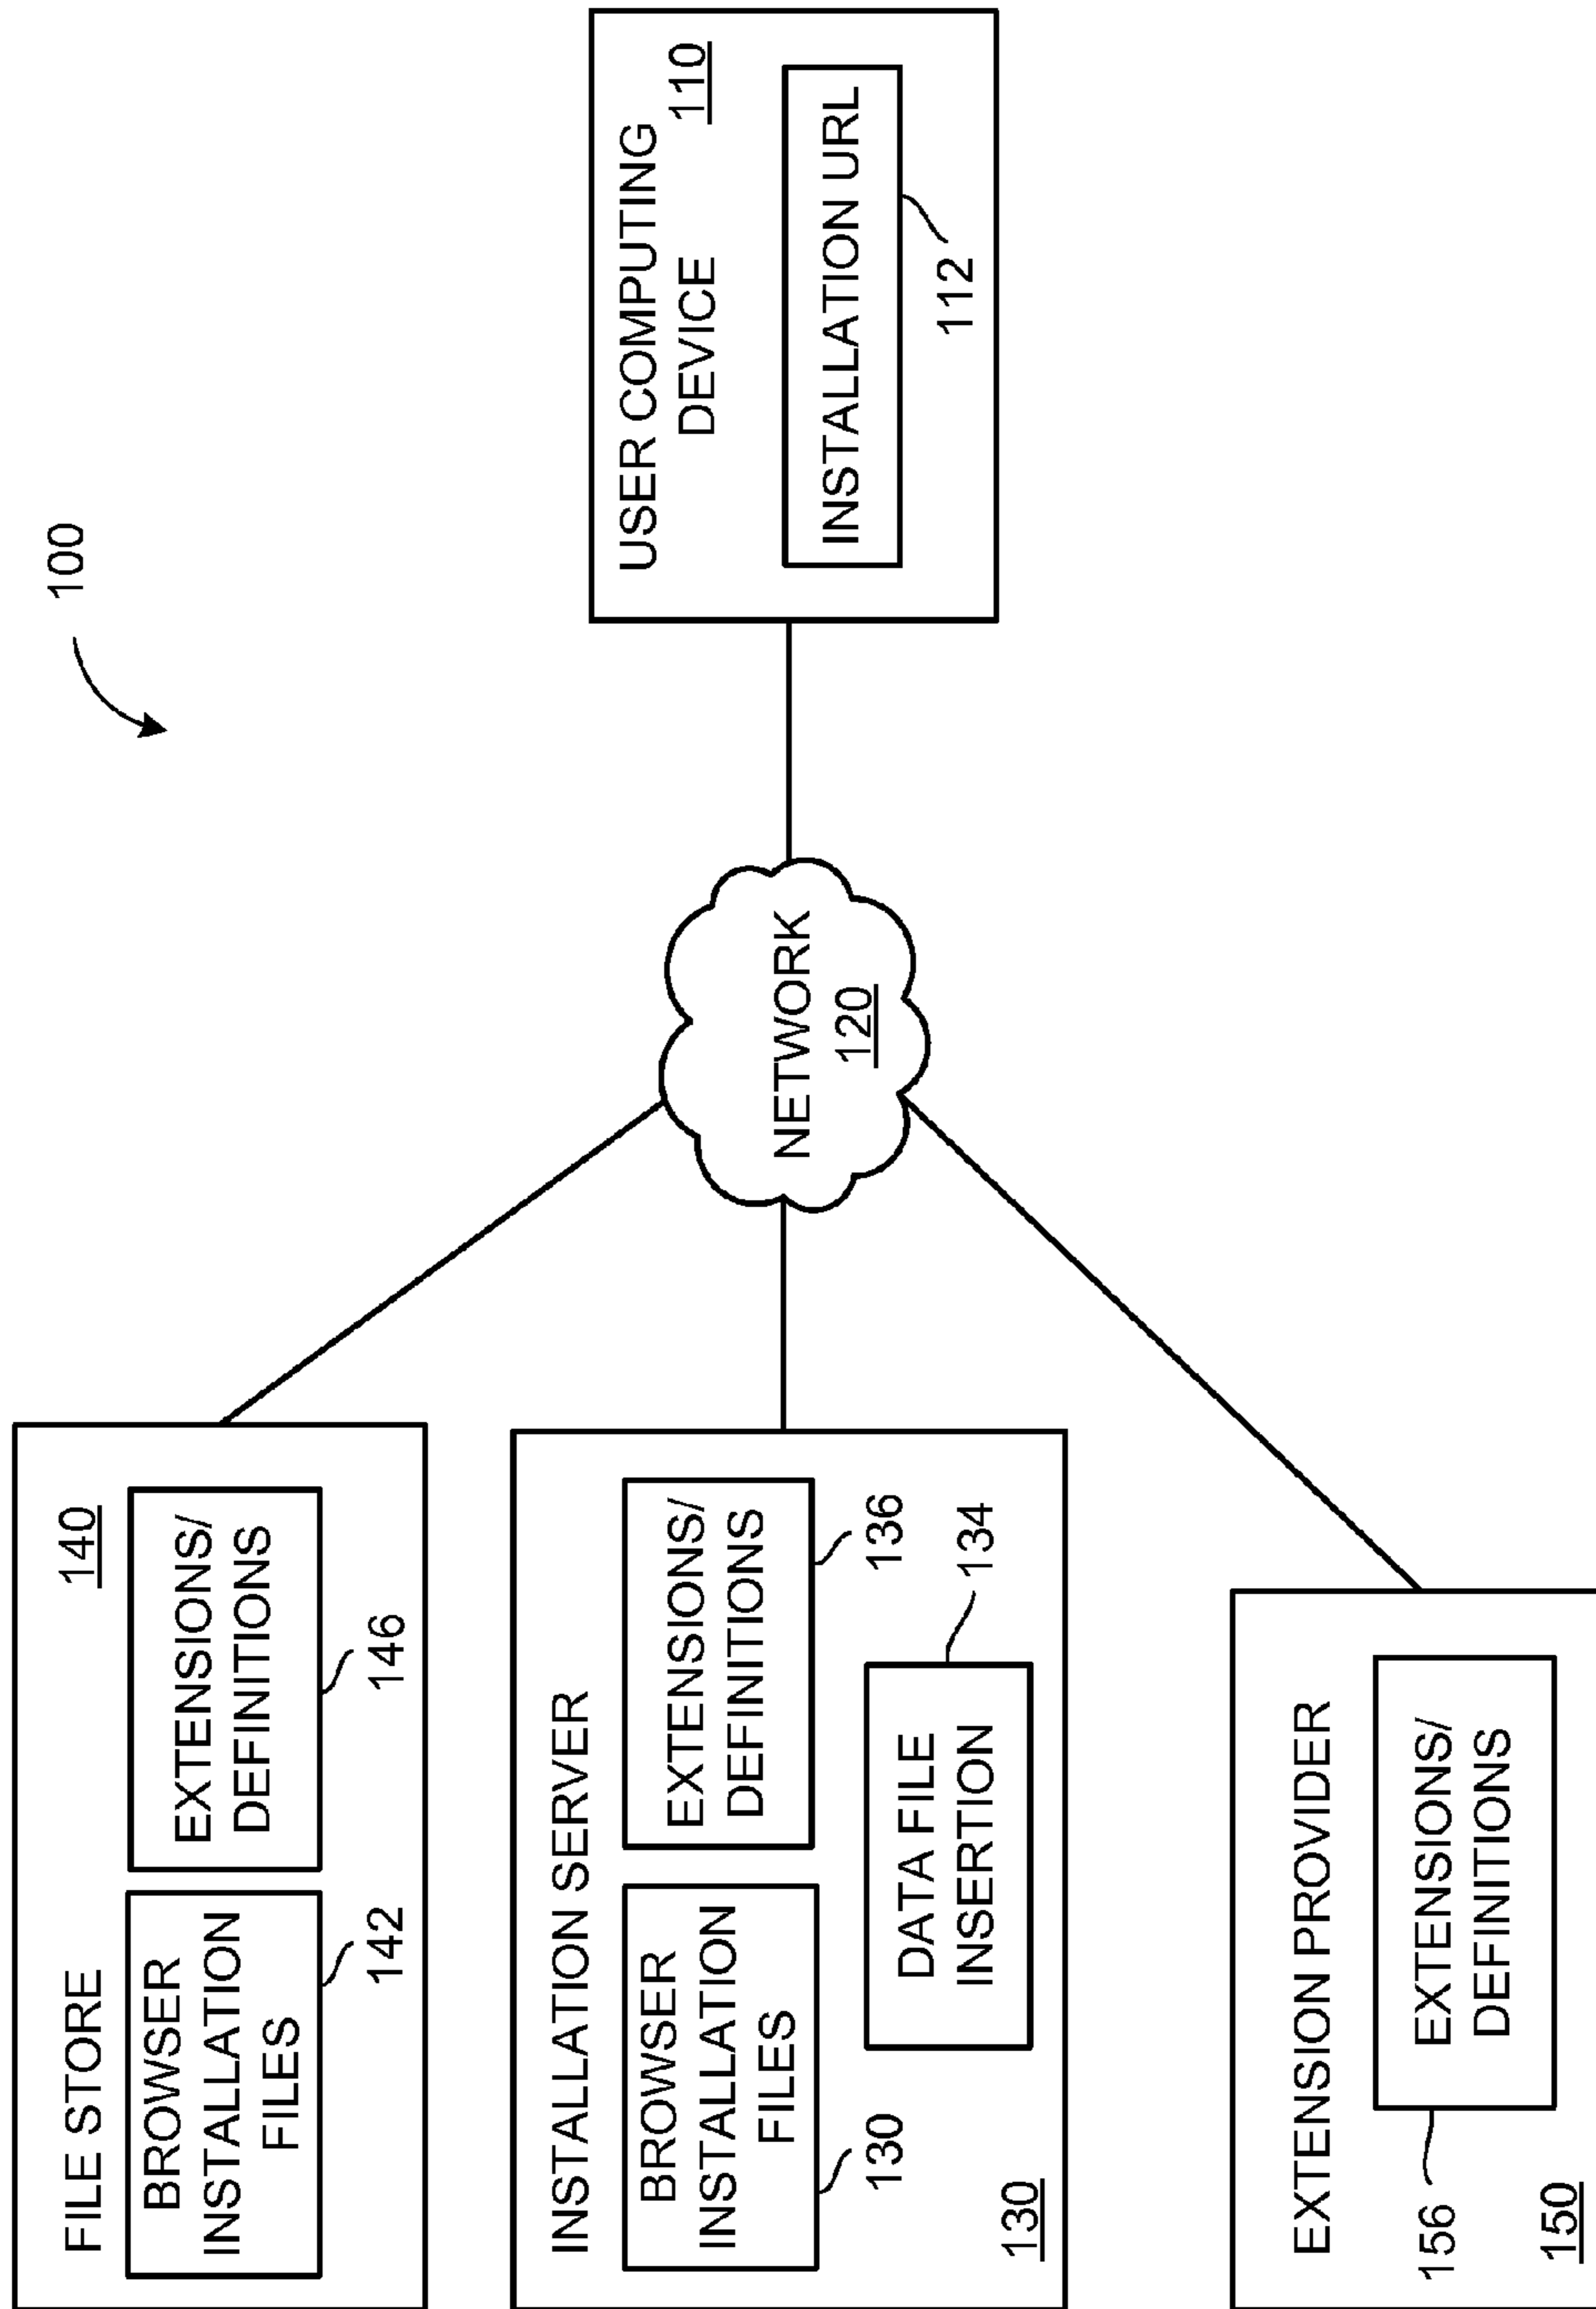 100
FILE STORE
140
BROWSER
INSTALLATION
FILES
142
EXTENSIONS/
DEFINITIONS
146
INSTALLATION SERVER
BROWSER
INSTALLATION
FILES
130
EXTENSIONS/
DEFINITIONS
136
DATA FILE
INSERTION
134
130
EXTENSION PROVIDER
EXTENSIONS/
DEFINITIONS
156
150
NETWORK
120
USER COMPUTING
DEVICE
110
INSTALLATION URL
112